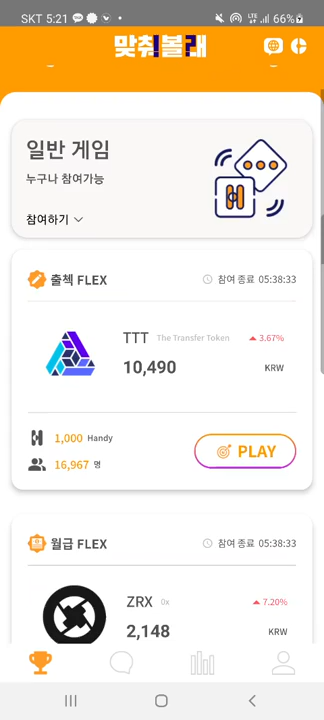 SKT 5:21
LTE 66%
맞춰볼래
일반 게임
누구나 참여가능
참여하기
출첵 FLEX
참여 종료 05:38:33
TTT The Transfer Token 3.67%
10,490 KRW
1,000 Handy
16,967 명
PLAY
월급 FLEX
참여 종료 05:38:33
ZRX 0x 7.20%
2,148 KRW